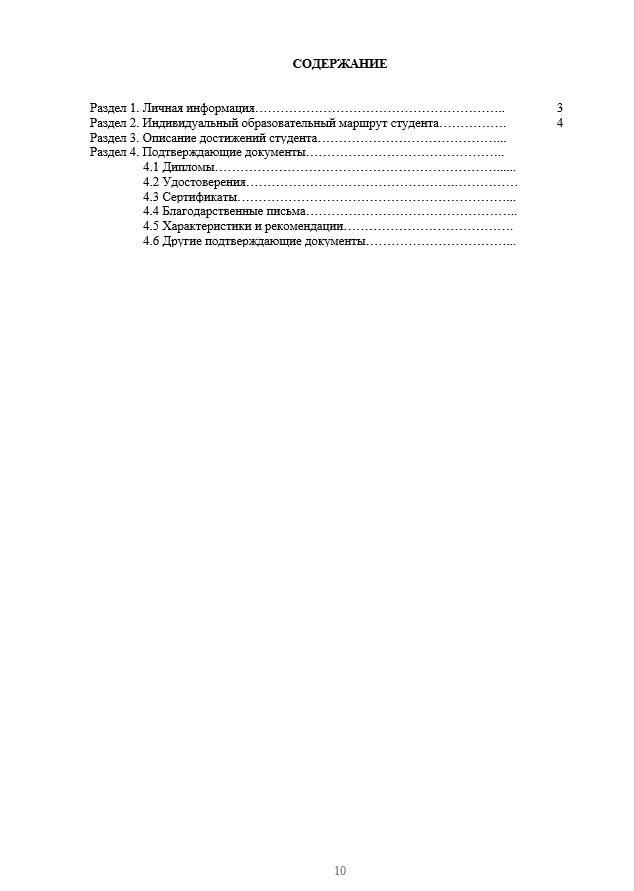 СОДЕРЖАНИЕ
Раздел 1. Личная информация………………………………………………….. 3
Раздел 2. Индивидуальный образовательный маршрут студента……………. 4
Раздел 3. Описание достижений студента……………………………………...
Раздел 4. Подтверждающие документы………………………………………..
4.1 Дипломы…………………………………………………………......
4.2 Удостоверения………………………………………………………
4.3 Сертификаты………………………………………………………...
4.4 Благодарственные письма…………………………………………..
4.5 Характеристики и рекомендации………………………………….
4.6 Другие подтверждающие документы……………………………...
10